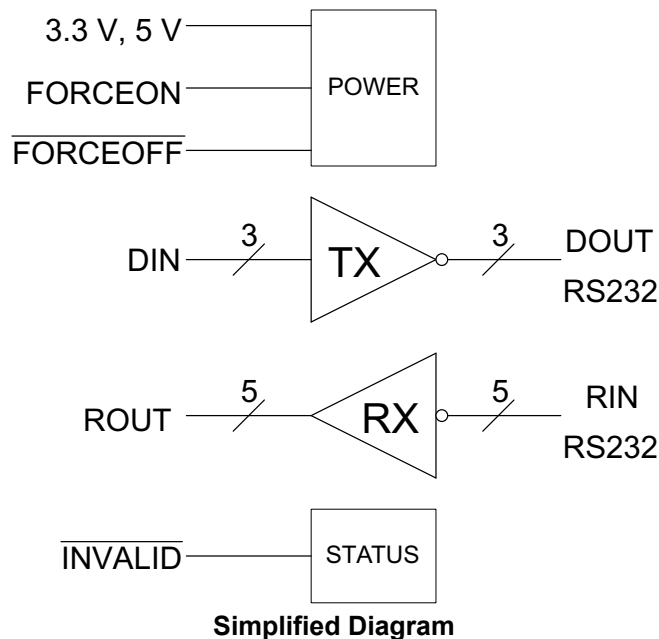 3.3 V, 5 V
POWER
FORCEON
FORCEOFF
DIN
3
TX
3
DOUT
RS232
ROUT
5
RX
5
RIN
RS232
INVALID
STATUS
Simplified Diagram